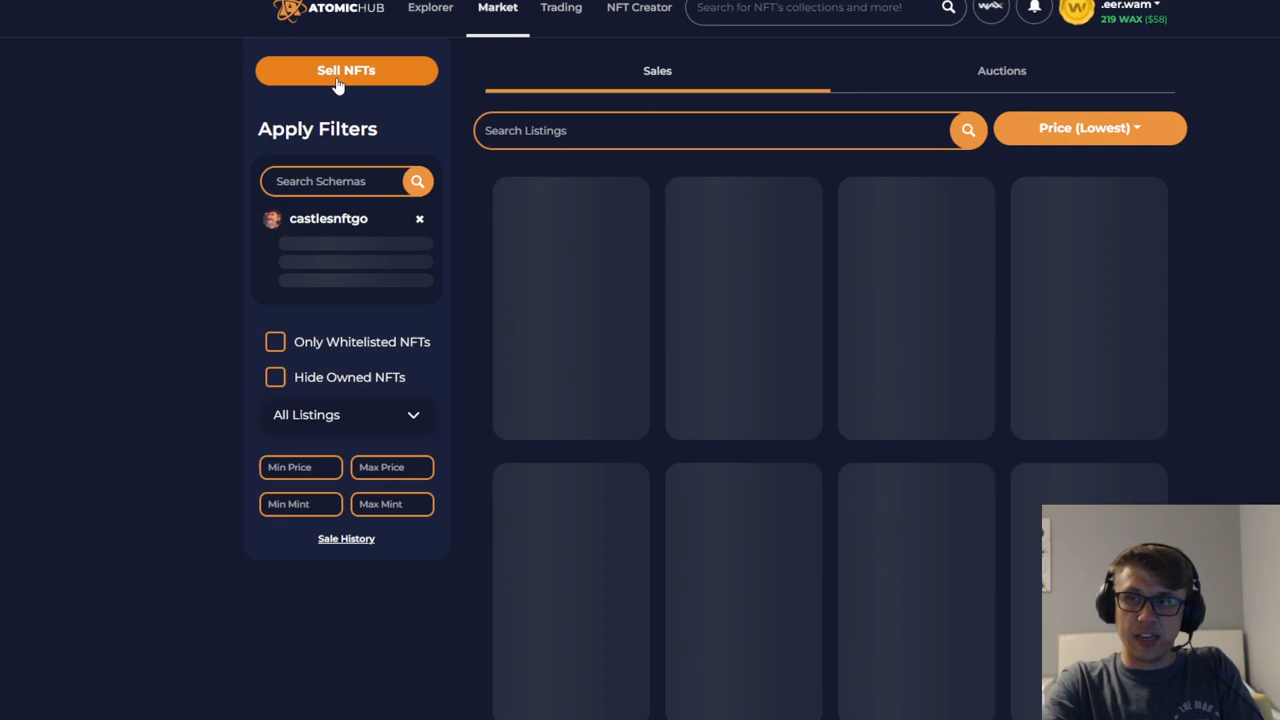 ATOMICHUB
Explorer
Market
Trading
NFT Creator
Search for NFT's collections and more!
WAX
W
.eer.wam
219 WAX ($58)
Sell NFTs
Sales
Auctions
Search Listings
Price (Lowest)
Apply Filters
Search Schemas
castlesnftgo
Only Whitelisted NFTs
Hide Owned NFTs
All Listings
Min Price
Max Price
Min Mint
Max Mint
Sale History